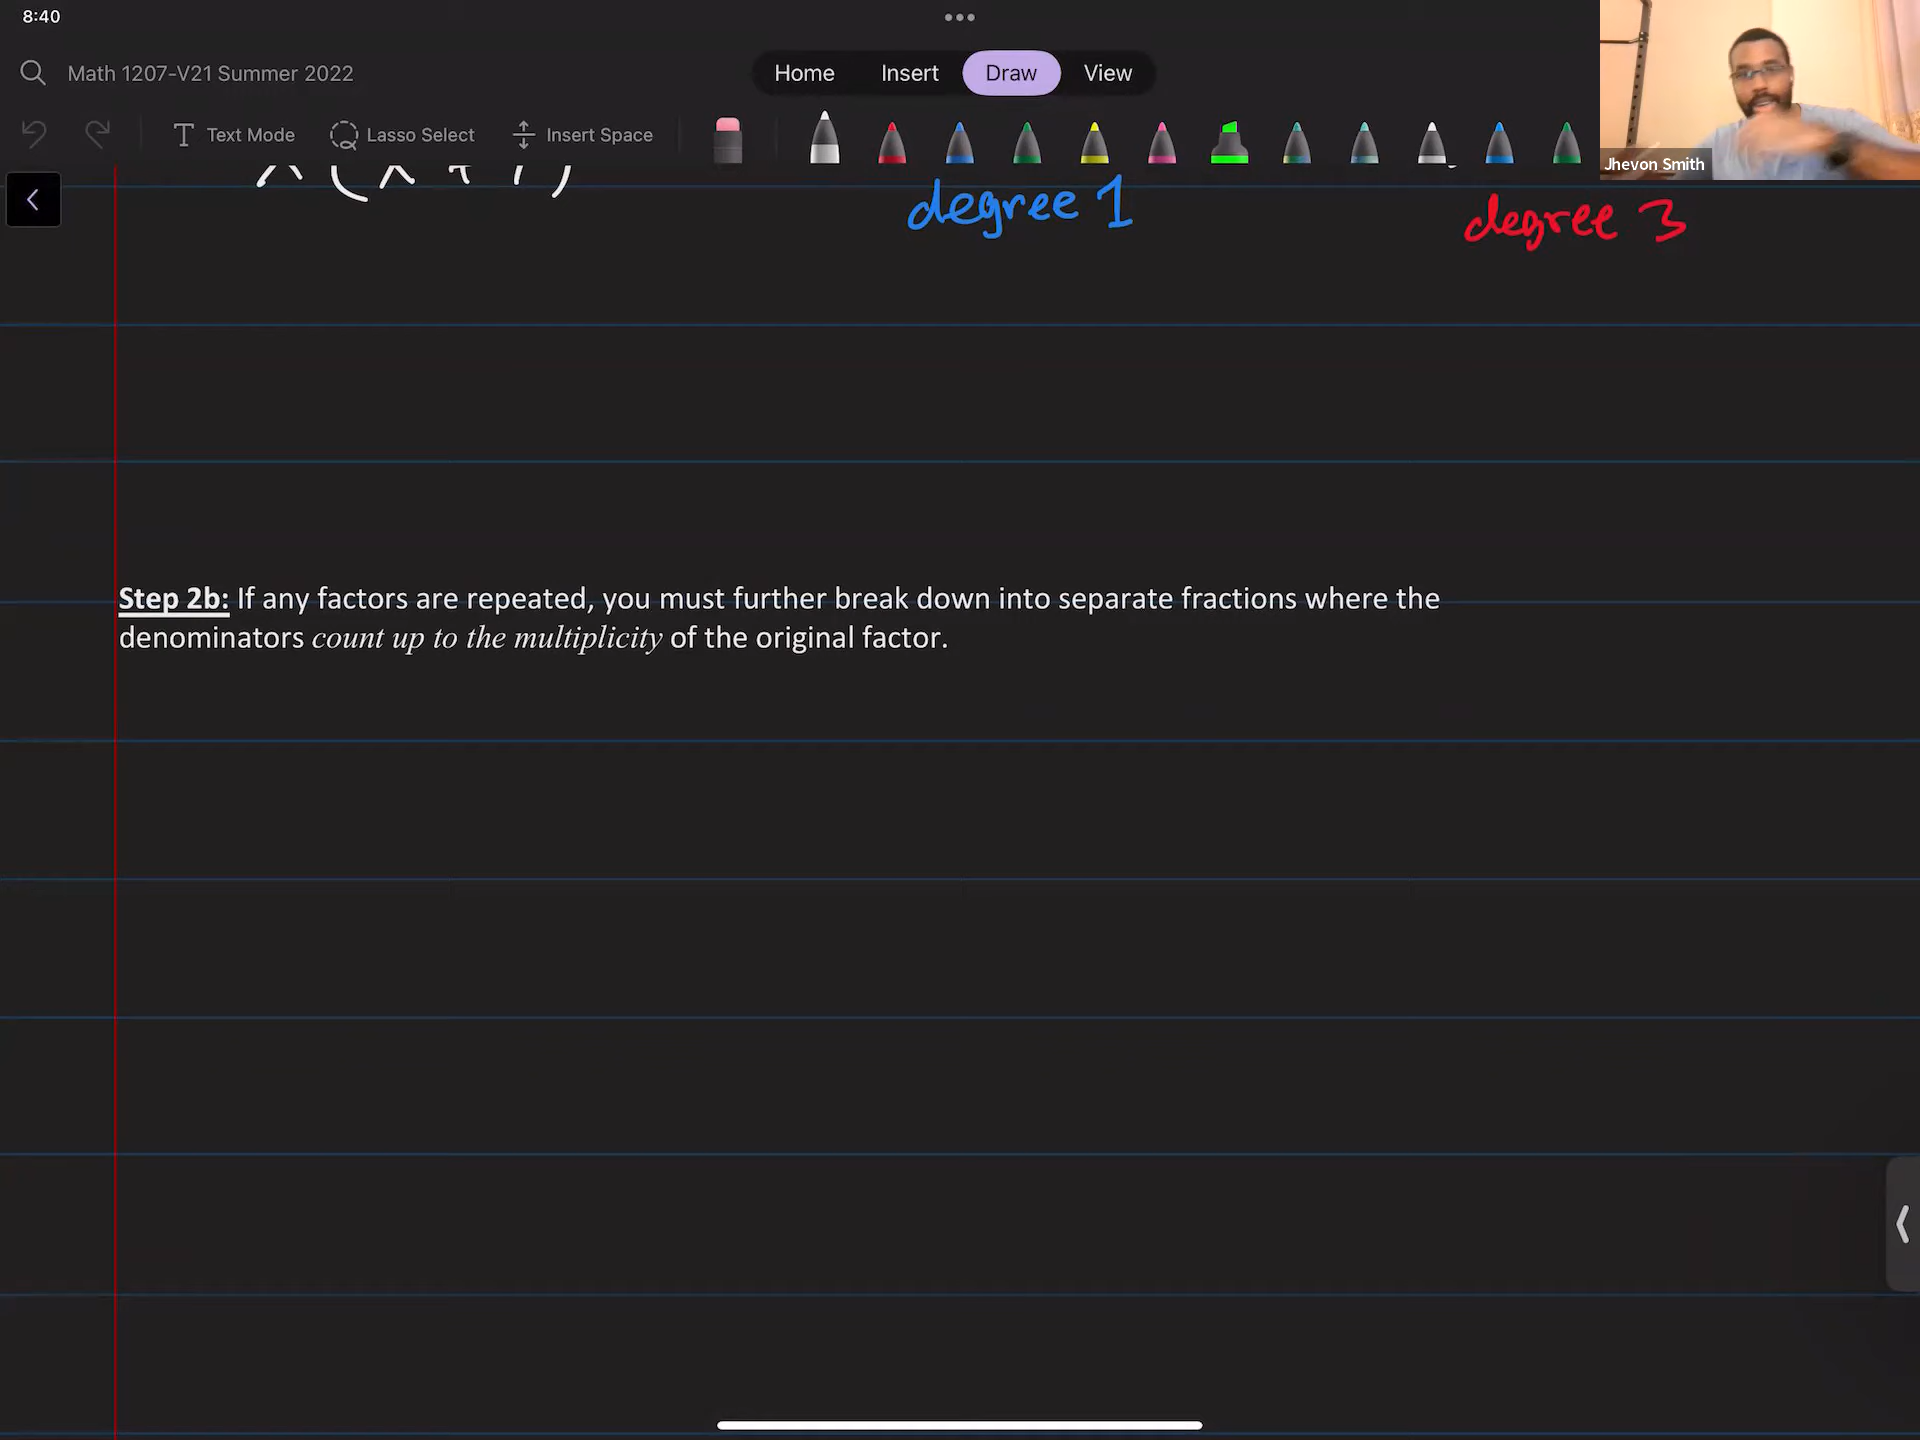 8:40
Math 1207-V21 Summer 2022
Home Insert Draw View
Text Mode Lasso Select Insert Space
Jhevon Smith
degree 1
degree 3
Step 2b: If any factors are repeated, you must further break down into separate fractions where the
denominators count up to the multiplicity of the original factor.